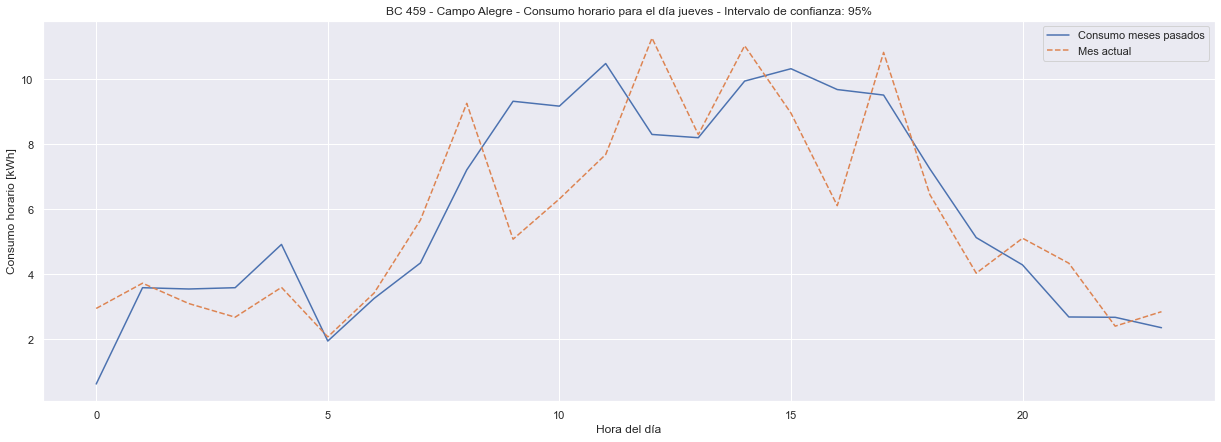 BC 459 - Campo Alegre - Consumo horario para el día jueves - Intervalo de confianza: 95%
Consumo meses pasados
Mes actual
Consumo horario [kWh]
10
8
6
4
2
0 5 10 15 20
Hora del día